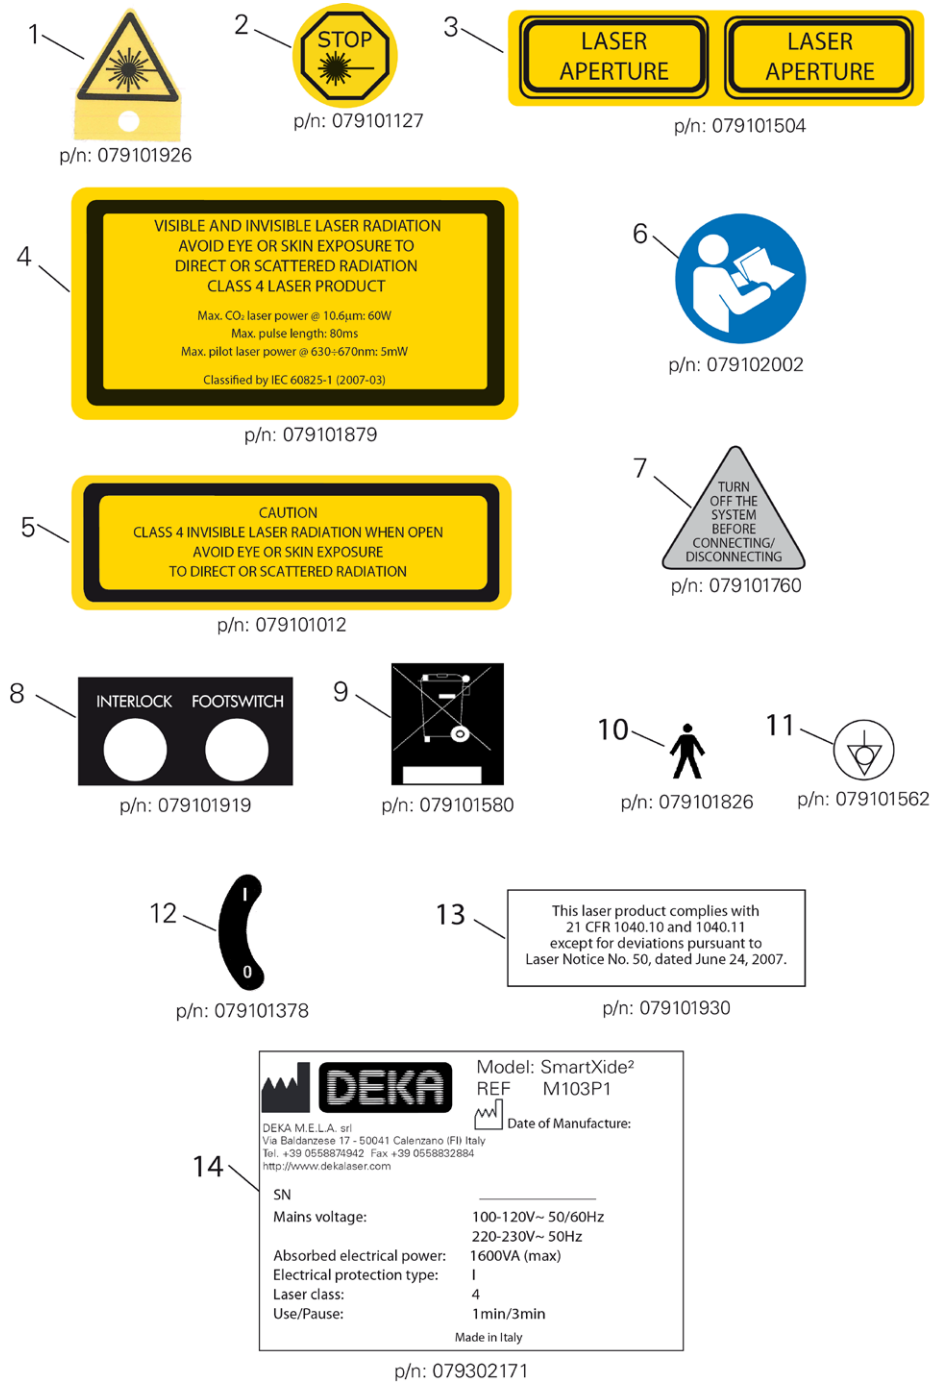 1
p/n: 079101926
2
STOP
p/n: 079101127
3
LASER
APERTURE
LASER
APERTURE
p/n: 079101504
4
VISIBLE AND INVISIBLE LASER RADIATION
AVOID EYE OR SKIN EXPOSURE TO
DIRECT OR SCATTERED RADIATION
CLASS 4 LASER PRODUCT
Max. CO₂ laser power @ 10.6µm: 60W
Max. pulse length: 80ms
Max. pilot laser power @ 630÷670nm: 5mW
Classified by IEC 60825-1 (2007-03)
p/n: 079101879
6
p/n: 079102002
5
CAUTION
CLASS 4 INVISIBLE LASER RADIATION WHEN OPEN
AVOID EYE OR SKIN EXPOSURE
TO DIRECT OR SCATTERED RADIATION
p/n: 079101012
7
TURN
OFF THE
SYSTEM
BEFORE
CONNECTING/
DISCONNECTING
p/n: 079101760
8
INTERLOCK FOOTSWITCH
p/n: 079101919
9
p/n: 079101580
10
p/n: 079101826
11
p/n: 079101562
12
I
0
p/n: 079101378
13
This laser product complies with
21 CFR 1040.10 and 1040.11
except for deviations pursuant to
Laser Notice No. 50, dated June 24, 2007.
p/n: 079101930
14
DEKA
Model: SmartXide²
REF M103P1
Date of Manufacture:
DEKA M.E.L.A. srl
Via Baldanzese 17 - 50041 Calenzano (FI) Italy
Tel. +39 0558874942 Fax +39 0558832884
http://www.dekalaser.com
SN
Mains voltage: 100-120V~ 50/60Hz
220-230V~ 50Hz
Absorbed electrical power: 1600VA (max)
Electrical protection type: I
Laser class: 4
Use/Pause: 1min/3min
Made in Italy
p/n: 079302171